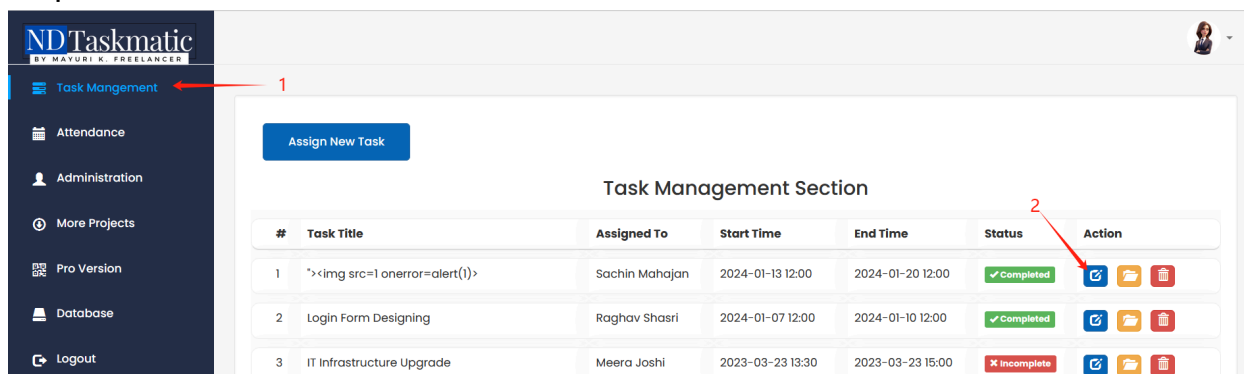 NDTaskmatic
BY MAYURI K. FREELANCER
Task Mangement
1
Attendance
Assign New Task
Administration
Task Management Section
2
More Projects
# Task Title Assigned To Start Time End Time Status Action
Pro Version
1 "><img src=1 onerror=alert(1)> Sachin Mahajan 2024-01-13 12:00 2024-01-20 12:00 Completed
Database
2 Login Form Designing Raghav Shasri 2024-01-07 12:00 2024-01-10 12:00 Completed
Logout
3 IT Infrastructure Upgrade Meera Joshi 2023-03-23 13:30 2023-03-23 15:00 Incomplete